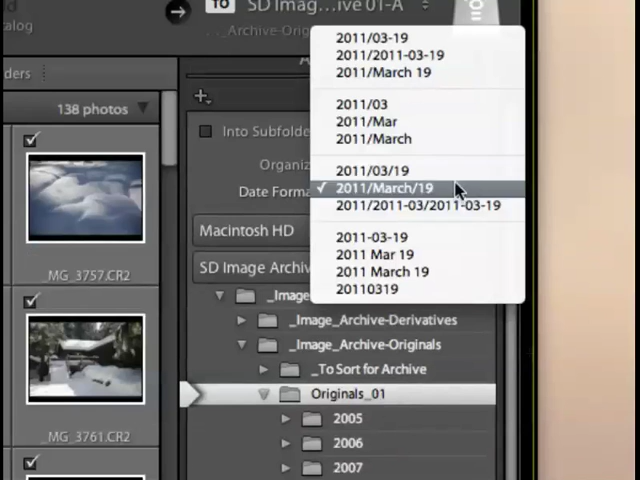 TO
SD Imag...ive 01-A
_Archive-Orig
2011/03-19
2011/2011-03-19
2011/March 19
2011/03
2011/Mar
2011/March
2011/03/19
✓ 2011/March/19
2011/2011-03/2011-03-19
2011-03-19
2011 Mar 19
2011 March 19
20110319
138 photos
_MG_3757.CR2
_MG_3761.CR2
Into Subfolde
Organiz
Date Forma
Macintosh HD
SD Image Archiv
_Image_
_Image_Archive-Derivatives
_Image_Archive-Originals
_To Sort for Archive
Originals_01
2005
2006
2007